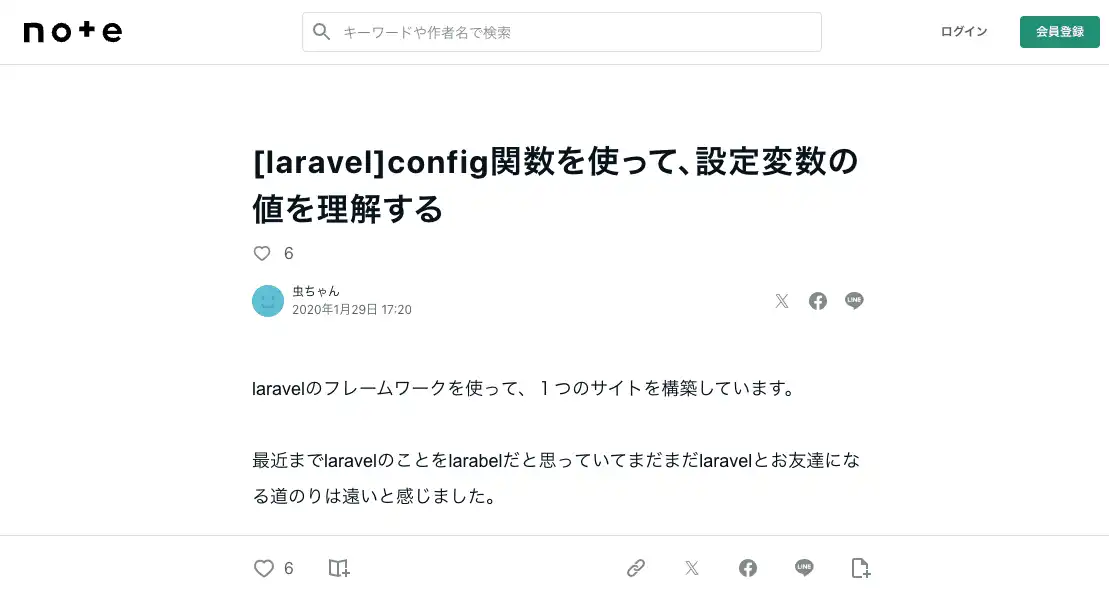 note
キーワードや作者名で検索
ログイン
会員登録
[laravel]config関数を使って、設定変数の
値を理解する
6
虫ちゃん
2020年1月29日 17:20
LINE
laravelのフレームワークを使って、１つのサイトを構築しています。
最近までlaravelのことをlarabelだと思っていてまだまだlaravelとお友達にな
る道のりは遠いと感じました。
6
LINE